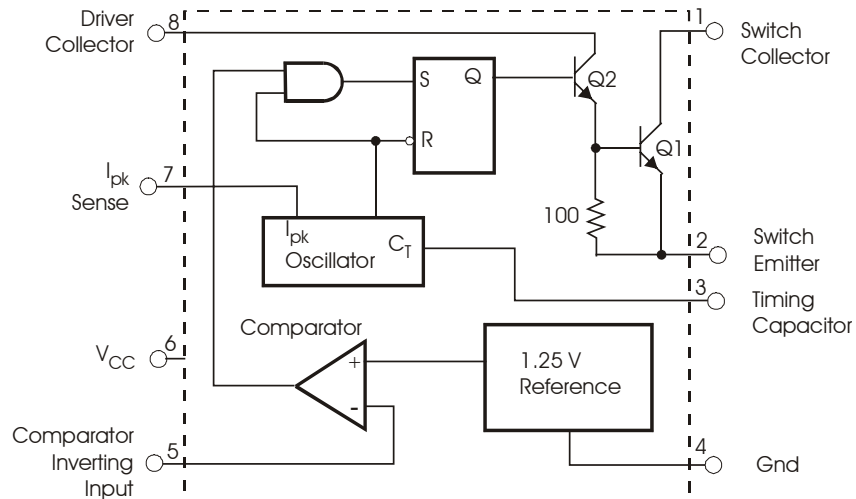 Driver
Collector
8
1
Switch
Collector
S
Q
Q2
R
Q1
Ipk
Sense
7
100
Ipk
Oscillator
CT
2
Switch
Emitter
3
Timing
Capacitor
Comparator
VCC
6
+
-
1.25 V
Reference
Comparator
Inverting
Input
5
4
Gnd